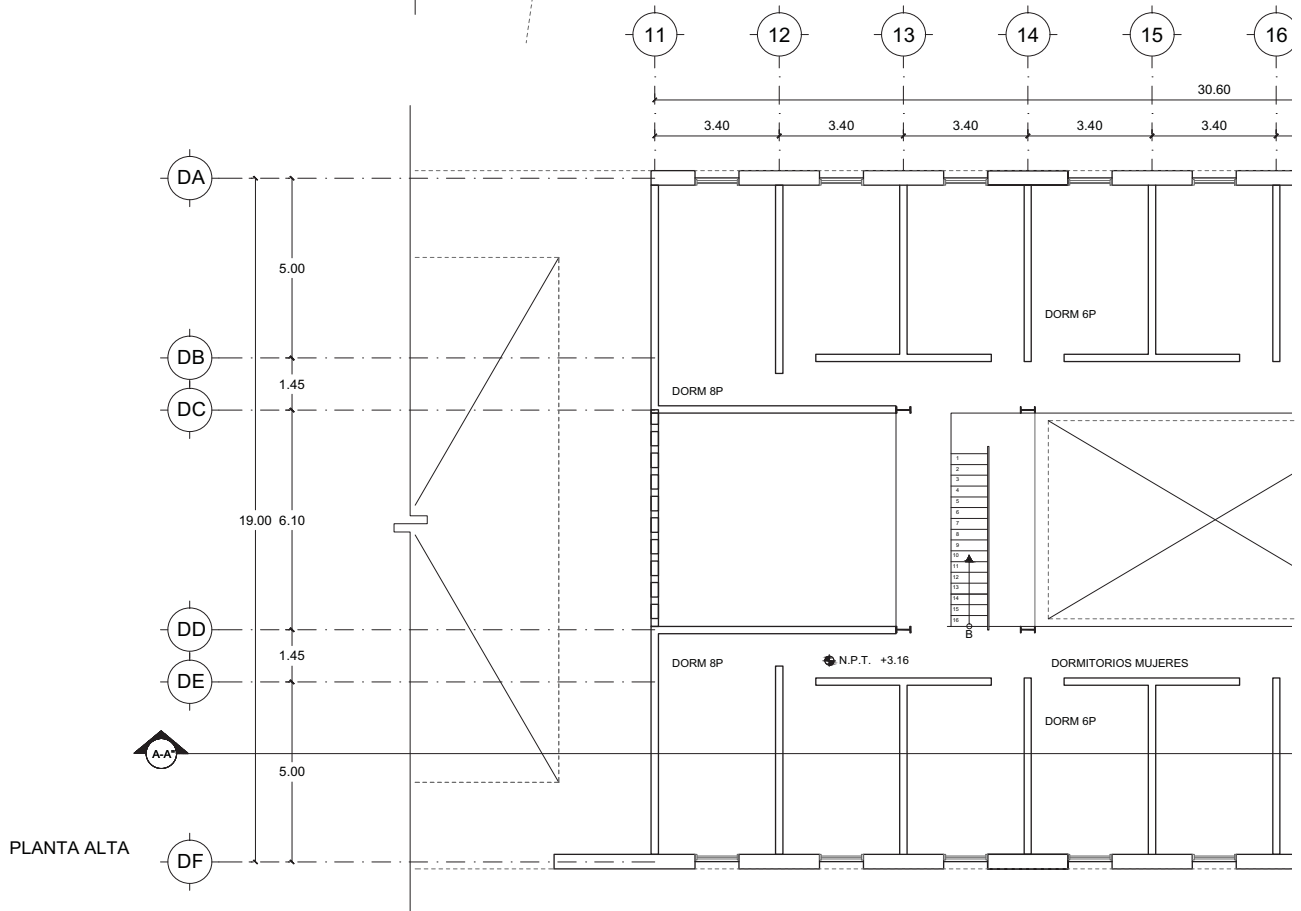 11 12 13 14 15 16
30.60
3.40 3.40 3.40 3.40 3.40
DA
5.00
DORM 6P
DB
1.45
DORM 8P
DC
1
2
3
4
5
6
7
8
9
10
11
12
13
14
15
16
19.00 6.10
DD
B
1.45
DORM 8P N.P.T. +3.16 DORMITORIOS MUJERES
DE
DORM 6P
A-A"
5.00
PLANTA ALTA
DF